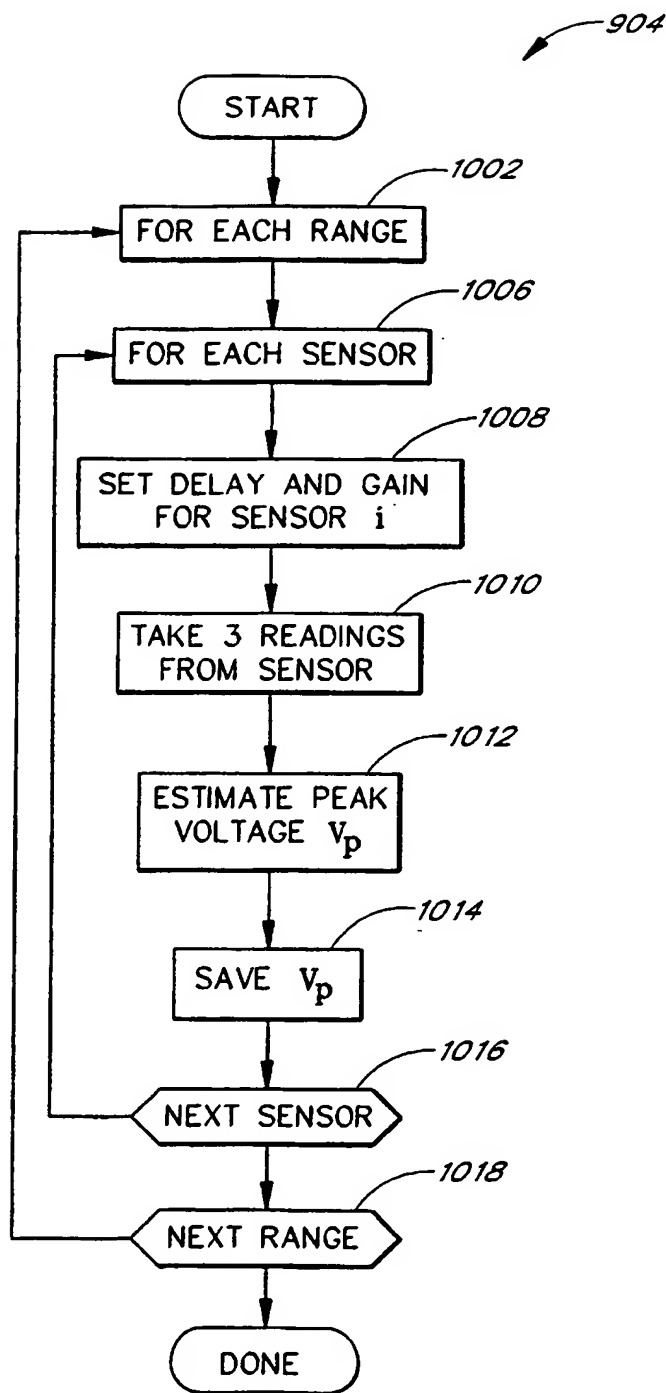 904
START
1002
FOR EACH RANGE
1006
FOR EACH SENSOR
1008
SET DELAY AND GAIN
FOR SENSOR i
1010
TAKE 3 READINGS
FROM SENSOR
1012
ESTIMATE PEAK
VOLTAGE Vp
1014
SAVE Vp
1016
NEXT SENSOR
1018
NEXT RANGE
DONE